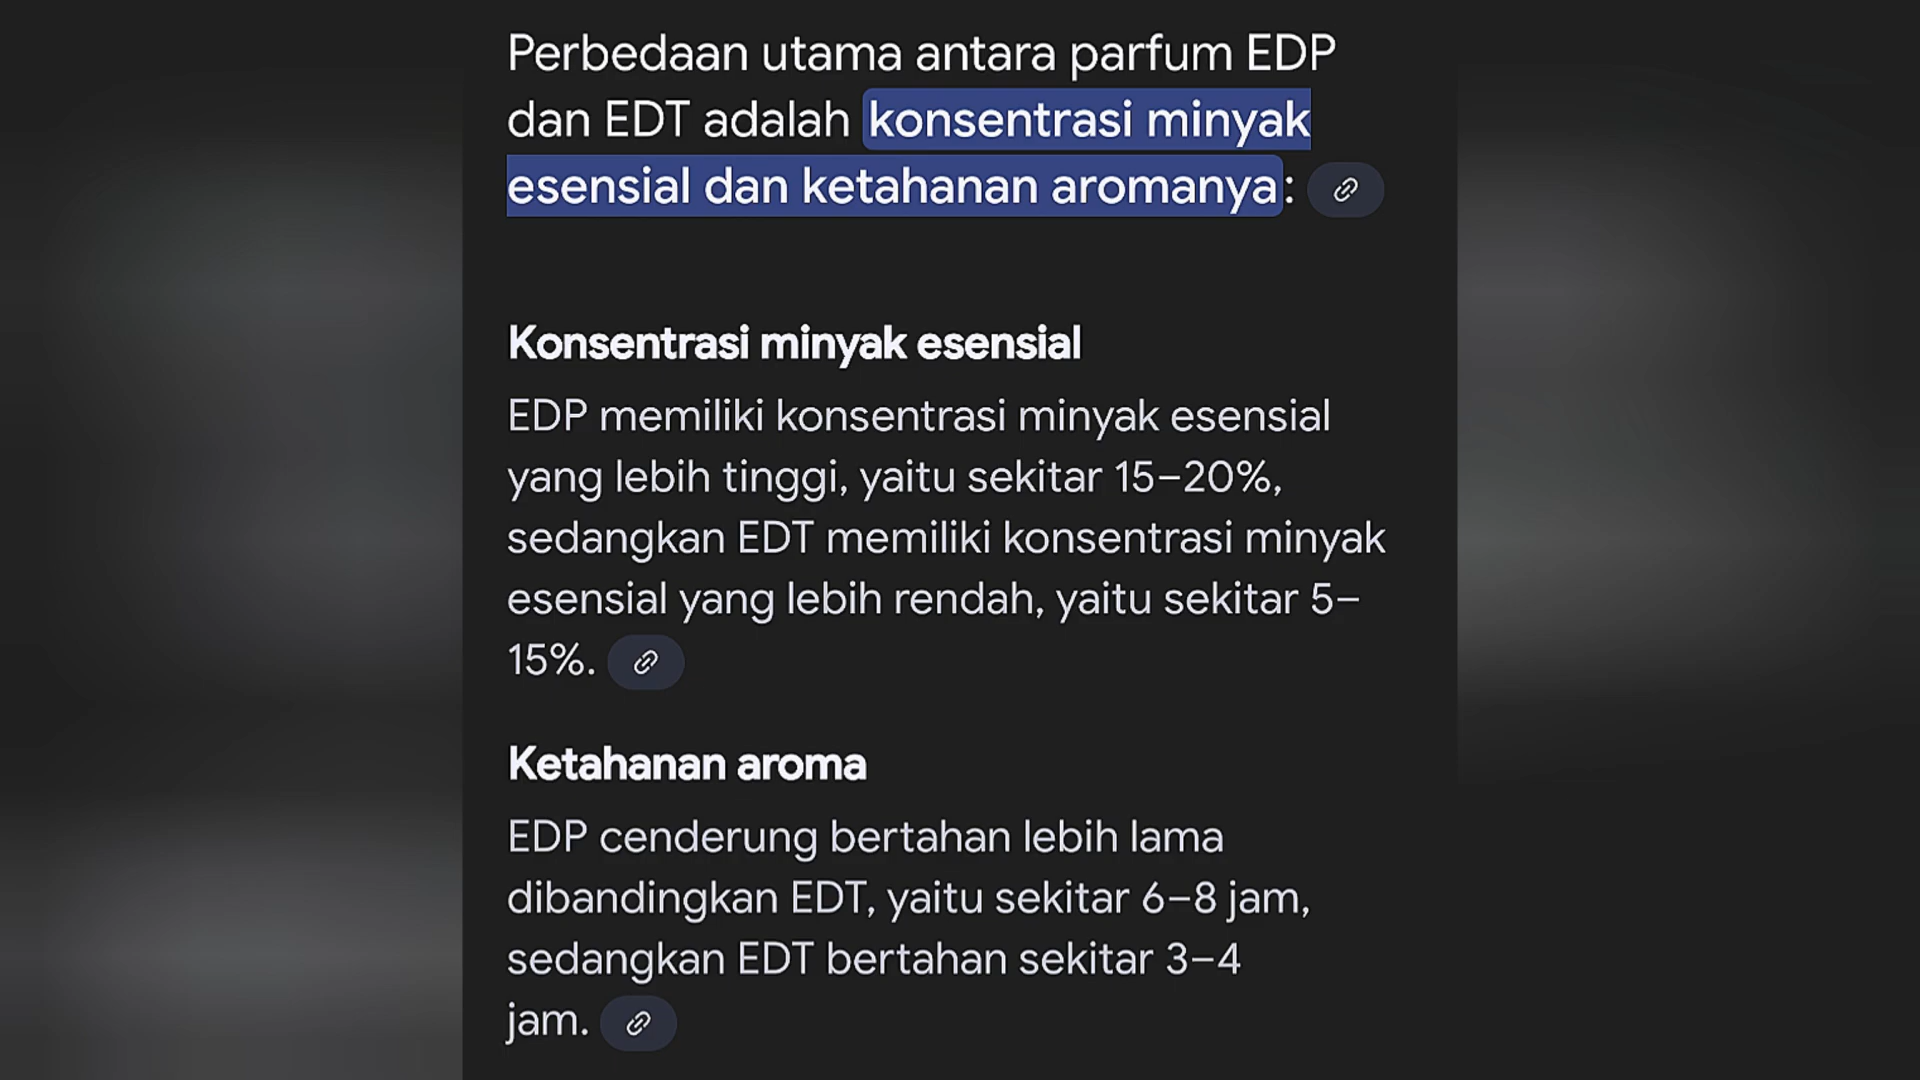 Perbedaan utama antara parfum EDP
dan EDT adalah konsentrasi minyak
esensial dan ketahanan aromanya:
Konsentrasi minyak esensial
EDP memiliki konsentrasi minyak esensial
yang lebih tinggi, yaitu sekitar 15–20%,
sedangkan EDT memiliki konsentrasi minyak
esensial yang lebih rendah, yaitu sekitar 5–
15%.
Ketahanan aroma
EDP cenderung bertahan lebih lama
dibandingkan EDT, yaitu sekitar 6–8 jam,
sedangkan EDT bertahan sekitar 3–4
jam.